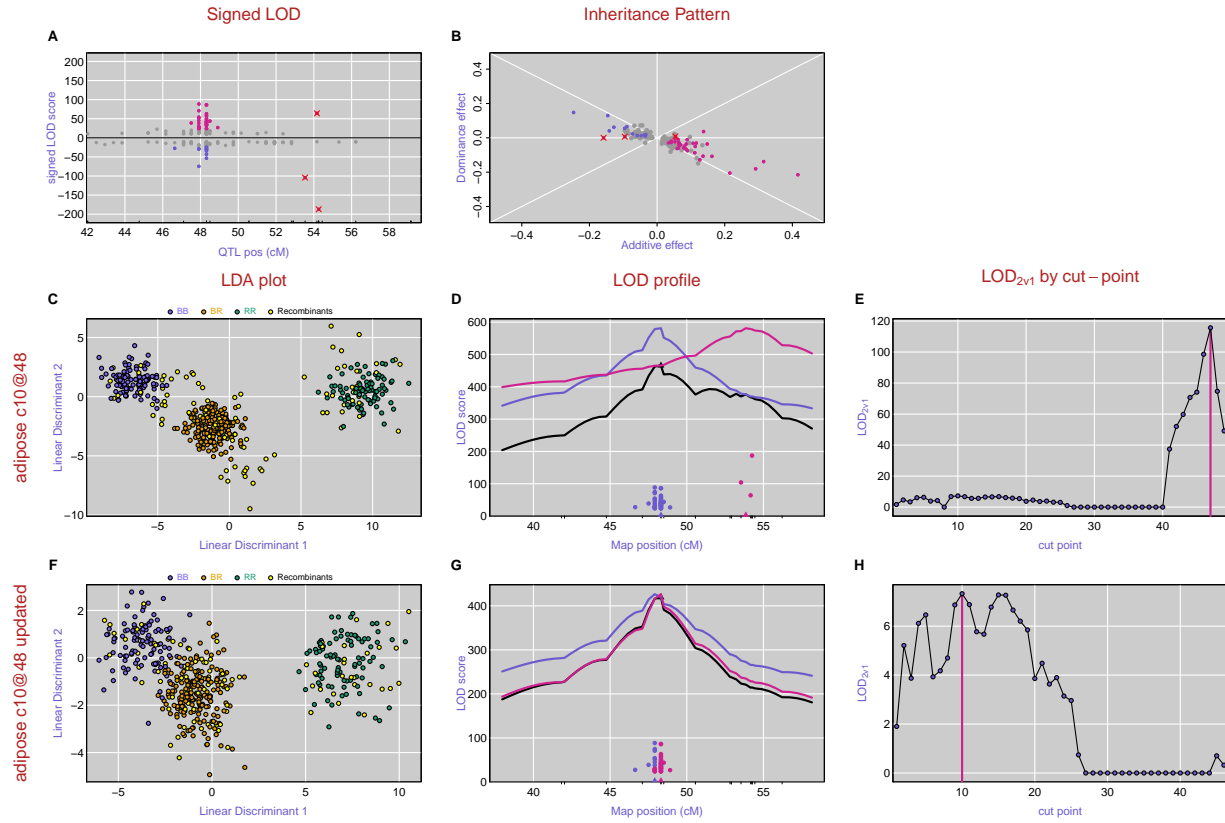 Signed LOD
Inheritance Pattern
A
B
200
150
100
50
0
−50
−100
−150
−200
signed LOD score
42 44 46 48 50 52 54 56 58
QTL pos (cM)
0.4
0.2
0.0
−0.2
−0.4
Dominance effect
−0.4 −0.2 0.0 0.2 0.4
Additive effect
LDA plot
LOD profile
LOD2v1 by cut−point
adipose c10@48
C
BB BR RR Recombinants
5
0
−5
−10
Linear Discriminant 2
−5 0 5 10
Linear Discriminant 1
D
600
500
400
300
200
100
0
LOD score
40 45 50 55
Map position (cM)
E
120
100
80
60
40
20
0
LOD2v1
10 20 30 40
cut point
adipose c10@48 updated
F
BB BR RR Recombinants
2
0
−2
−4
Linear Discriminant 2
−5 0 5 10
Linear Discriminant 1
G
400
300
200
100
0
LOD score
40 45 50 55
Map position (cM)
H
6
4
2
0
LOD2v1
10 20 30 40
cut point